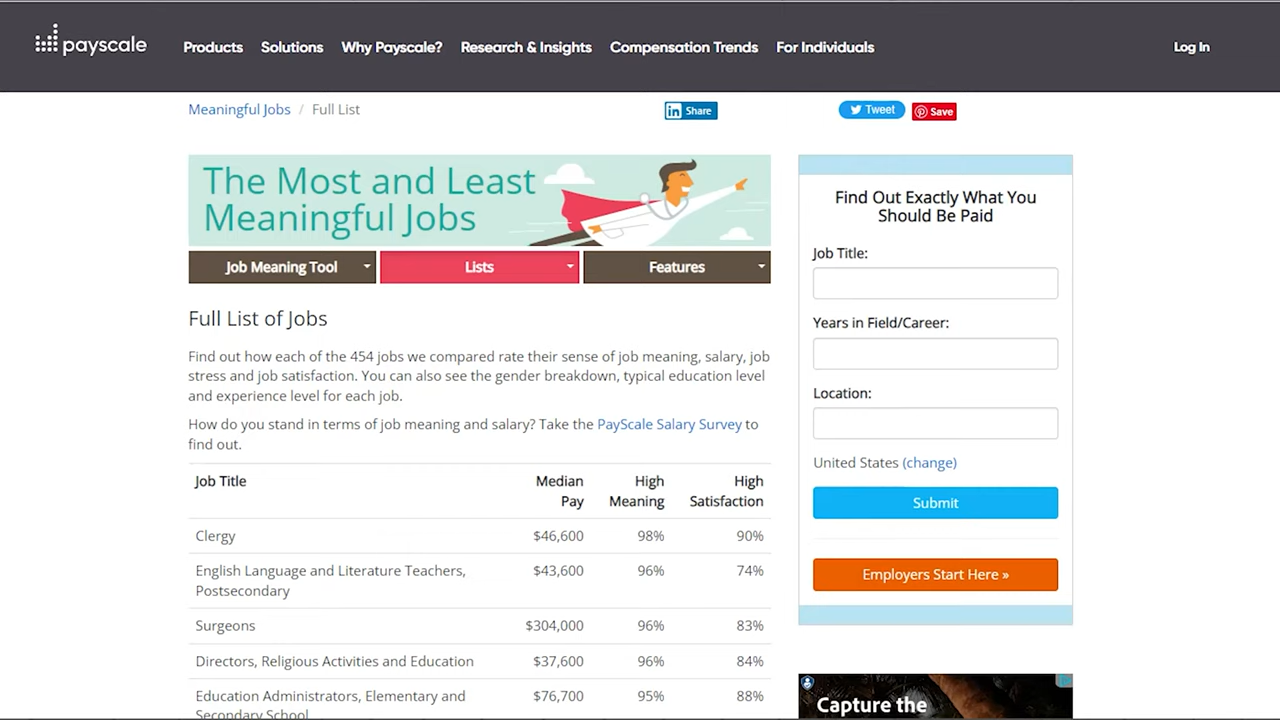 payscale
Products Solutions Why Payscale? Research & Insights Compensation Trends For Individuals Log In
Meaningful Jobs / Full List
in Share
Tweet
Save
The Most and Least
Meaningful Jobs
Job Meaning Tool
Lists
Features
Full List of Jobs
Find out how each of the 454 jobs we compared rate their sense of job meaning, salary, job
stress and job satisfaction. You can also see the gender breakdown, typical education level
and experience level for each job.
How do you stand in terms of job meaning and salary? Take the PayScale Salary Survey to
find out.
Job Title Median High High
Pay Meaning Satisfaction
Clergy $46,600 98% 90%
English Language and Literature Teachers, $43,600 96% 74%
Postsecondary
Surgeons $304,000 96% 83%
Directors, Religious Activities and Education $37,600 96% 84%
Education Administrators, Elementary and $76,700 95% 88%
Secondary School
Find Out Exactly What You
Should Be Paid
Job Title:
Years in Field/Career:
Location:
United States (change)
Submit
Employers Start Here »
Capture the